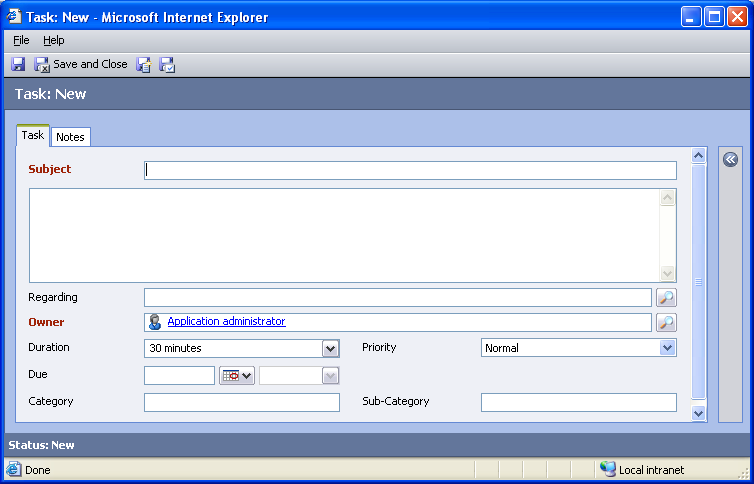 Task: New - Microsoft Internet Explorer
File Help
Save and Close
Task: New
Task Notes
Subject
Regarding
Owner Application administrator
Duration 30 minutes Priority Normal
Due
Category Sub-Category
Status: New
Done Local intranet